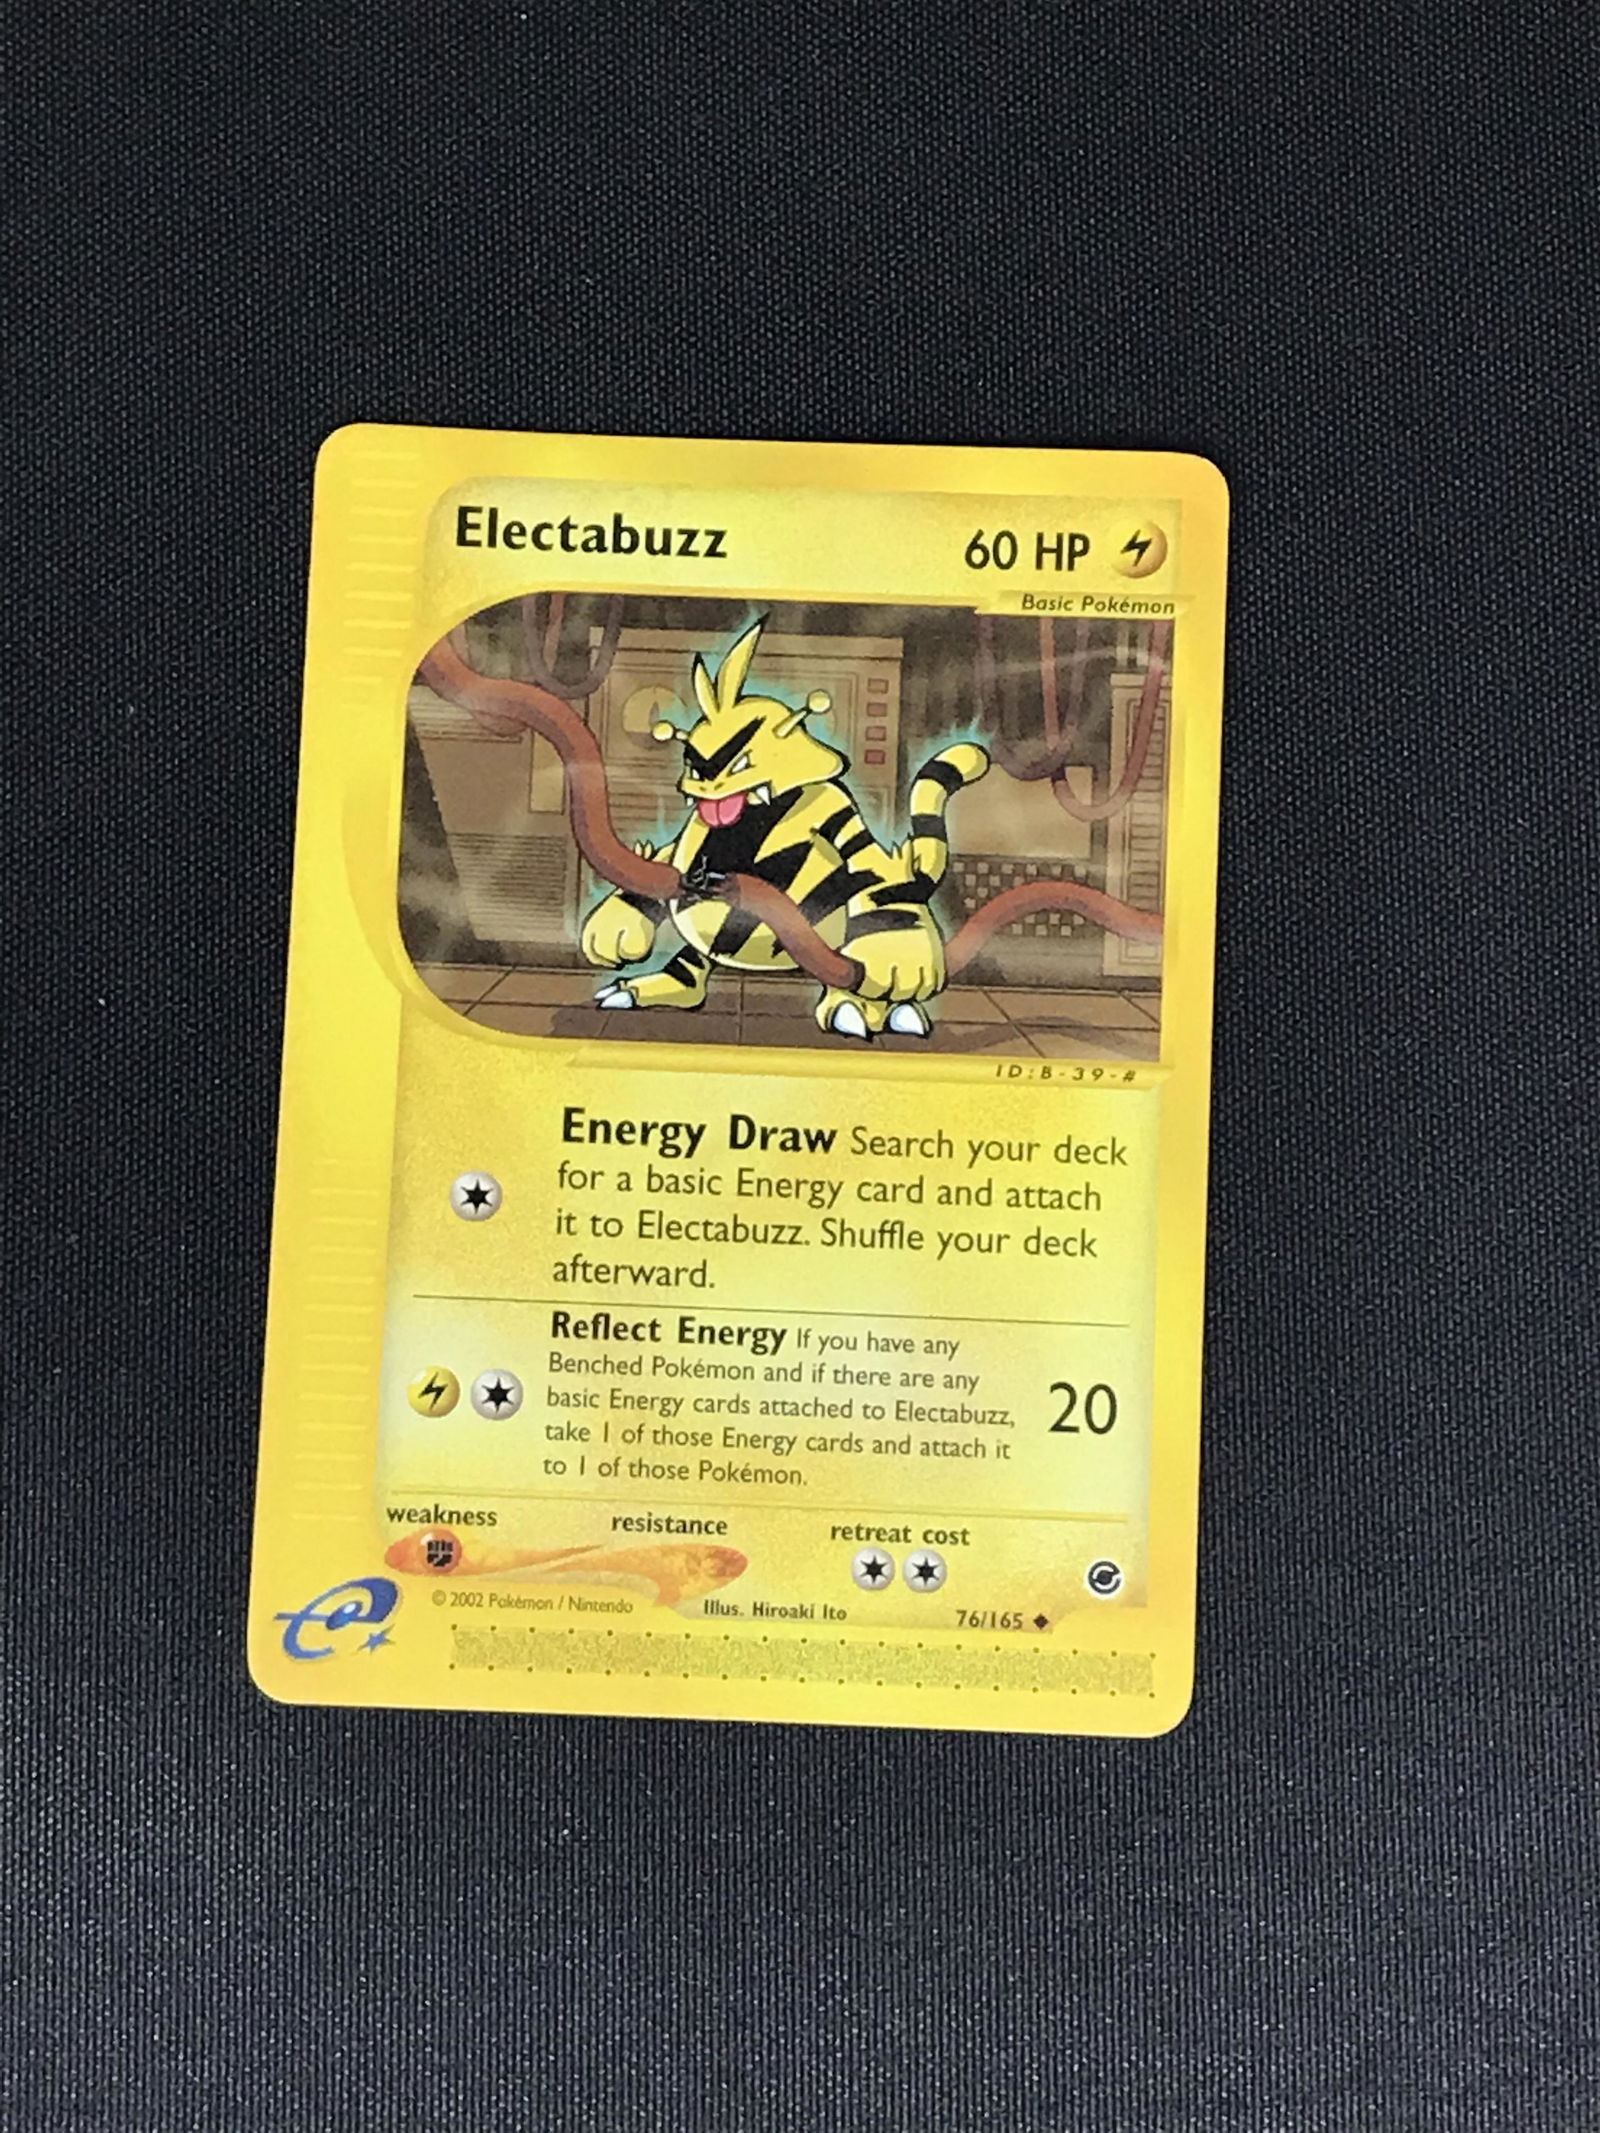 Electabuzz 60 HP
Basic Pokémon
ID:B-39-#
Energy Draw Search your deck
for a basic Energy card and attach
it to Electabuzz. Shuffle your deck
afterward.
Reflect Energy If you have any
Benched Pokémon and if there are any
basic Energy cards attached to Electabuzz,
take 1 of those Energy cards and attach it
to 1 of those Pokémon.
20
weakness resistance retreat cost
e
© 2002 Pokémon / Nintendo Illus. Hiroaki Ito 76/165